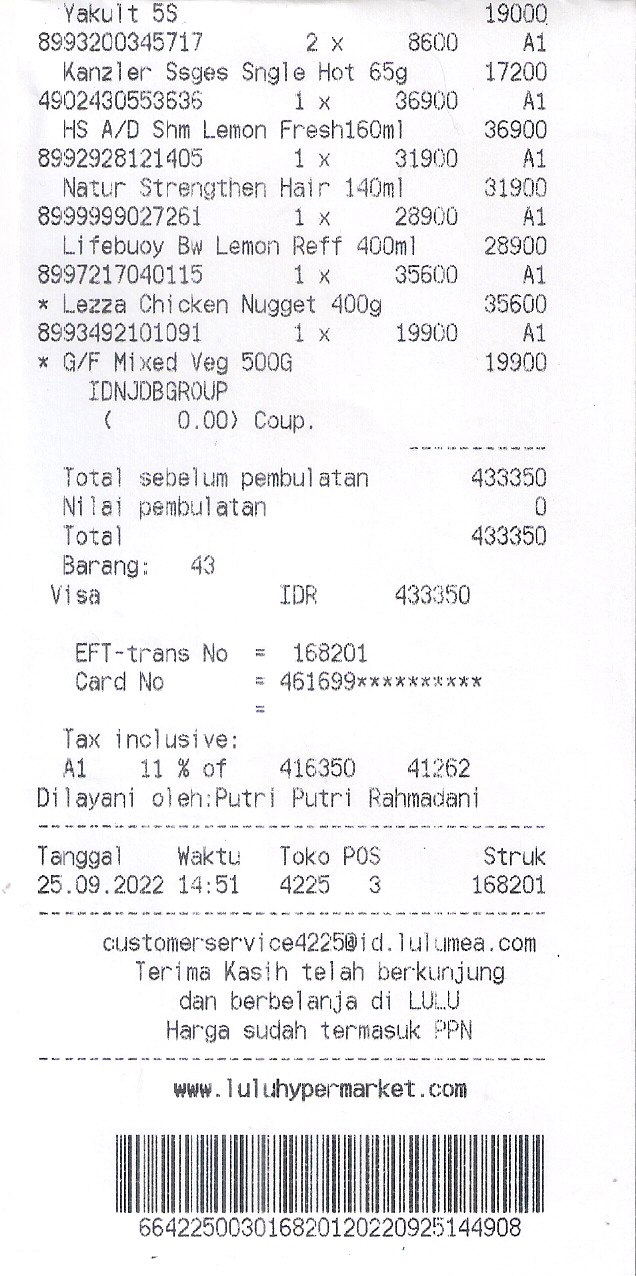 Yakult 5S 19000
8993200345717 2 x 8600 A1
Kanzler Ssges Sngle Hot 65g 17200
4902430553636 1 x 36900 A1
HS A/D Shm Lemon Fresh160ml 36900
8992928121405 1 x 31900 A1
Natur Strengthen Hair 140ml 31900
8999999027261 1 x 28900 A1
Lifebuoy Bw Lemon Reff 400ml 28900
8997217040115 1 x 35600 A1
* Lezza Chicken Nugget 400g 35600
8993492101091 1 x 19900 A1
* G/F Mixed Veg 500G 19900
IDNJDBGROUP
( 0.00) Coup.
Total sebelum pembulatan 433350
Nilai pembulatan 0
Total 433350
Barang: 43
Visa IDR 433350
EFT-trans No = 168201
Card No = 461699**********
=
Tax inclusive:
A1 11 % of 416350 41262
Dilayani oleh:Putri Putri Rahmadani
Tanggal Waktu Toko POS Struk
25.09.2022 14:51 4225 3 168201
customerservice4225@id.lulumea.com
Terima Kasih telah berkunjung
dan berbelanja di LULU
Harga sudah termasuk PPN
www.luluhypermarket.com
664225003016820120220925144908